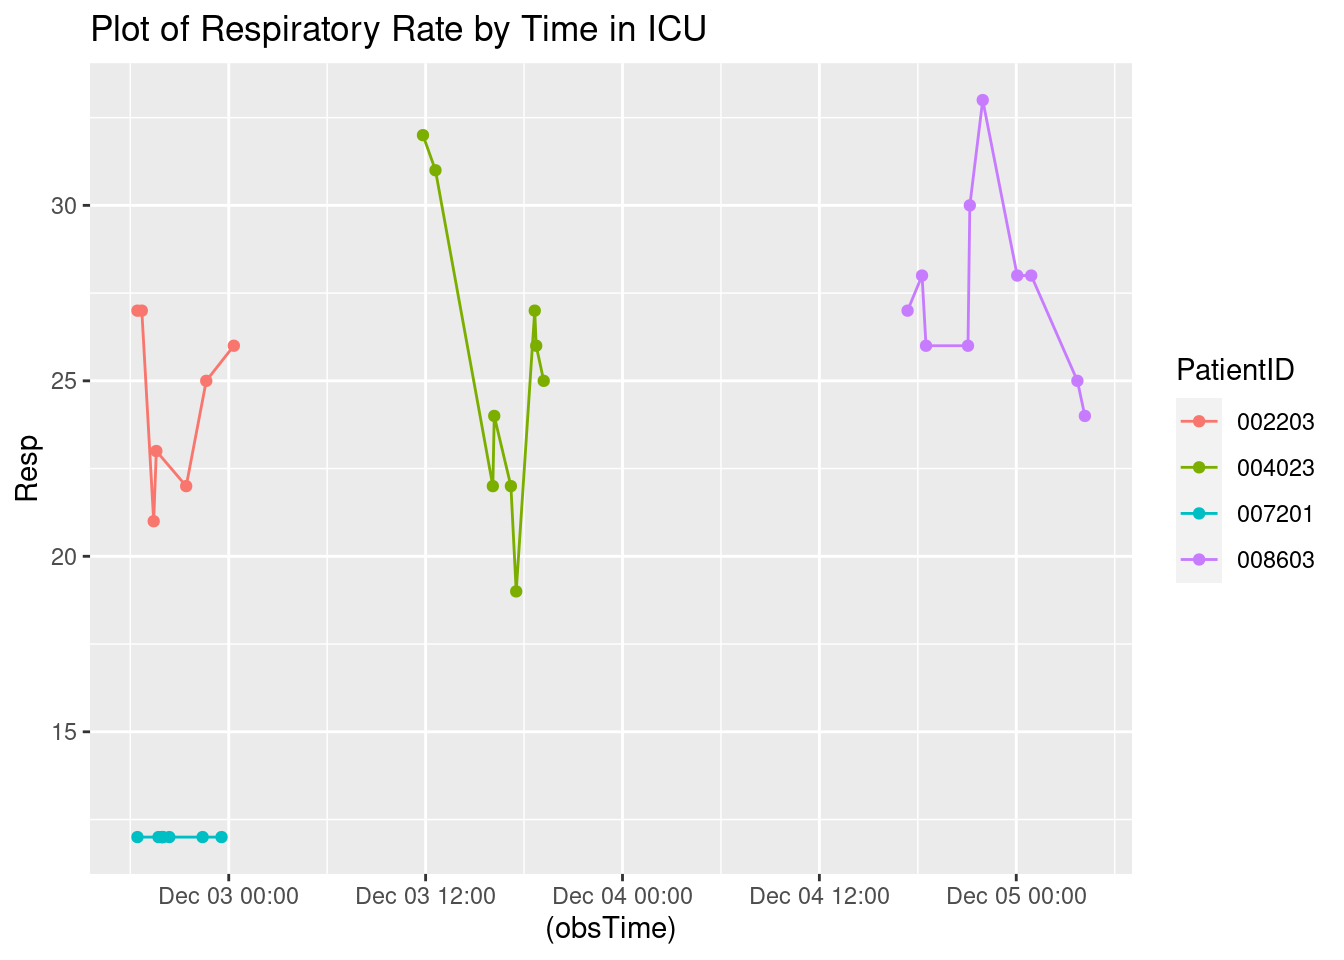 Plot of Respiratory Rate by Time in ICU
Resp
30
25
20
15
Dec 03 00:00
Dec 03 12:00
Dec 04 00:00
Dec 04 12:00
Dec 05 00:00
(obsTime)
PatientID
002203
004023
007201
008603